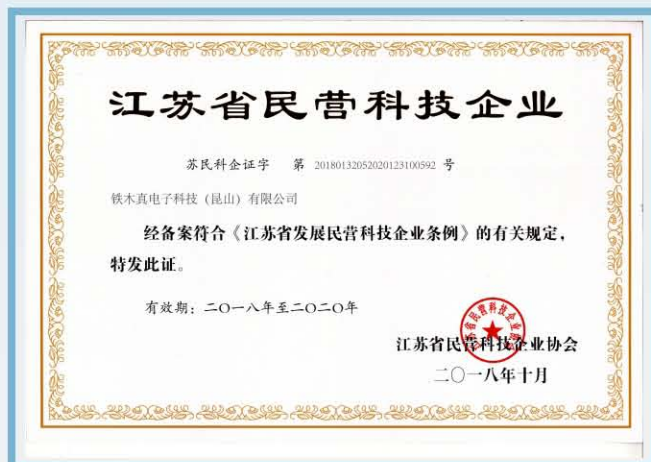 江苏省民营科技企业
苏民科企证字 第 20180132052020123100592 号
铁木真电子科技（昆山）有限公司
经备案符合《江苏省发展民营科技企业条例》的有关规定，
特发此证。
有效期：二〇一八年至二〇二〇年
江苏省民营科技企业协会
二〇一八年十月